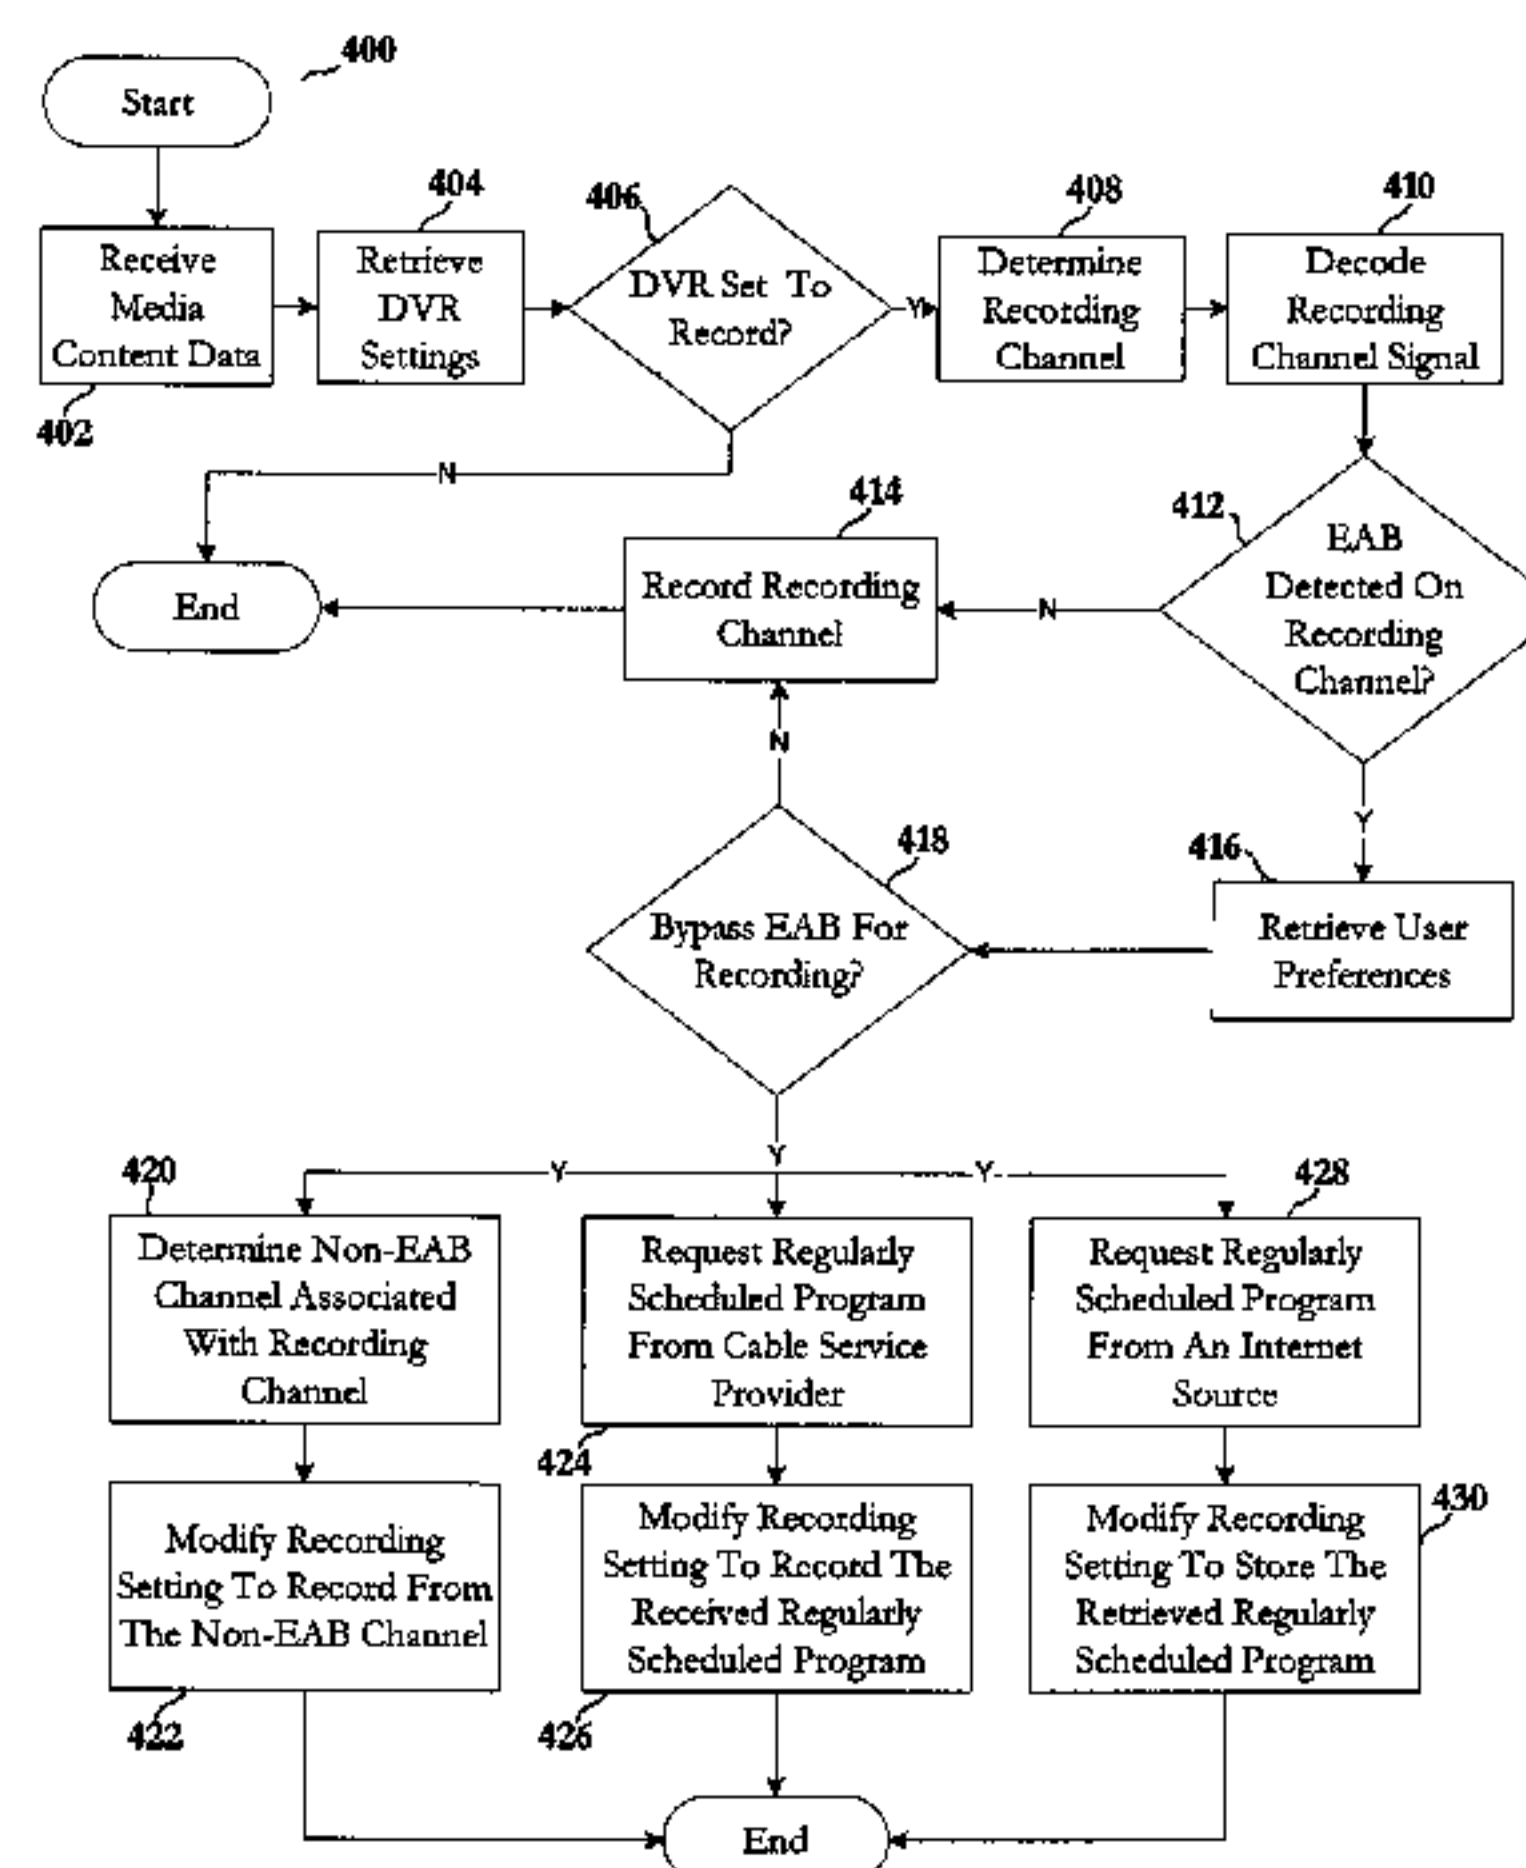 400
Start
404
406
408
410
Receive
Media
Content Data
Retrieve
DVR
Settings
DVR Set To
Record?
Y
Determine
Recording
Channel
Decode
Recording
Channel Signal
402
N
414
412
End
Record Recording
Channel
N
EAB
Detected On
Recording
Channel?
N
Y
418
416
Bypass EAB For
Recording?
Retrieve User
Preferences
Y
Y
Y
420
428
Determine Non-EAB
Channel Associated
With Recording
Channel
Request Regularly
Scheduled Program
From Cable Service
Provider
Request Regularly
Scheduled Program
From An Internet
Source
424
430
Modify Recording
Setting To Record From
The Non-EAB Channel
Modify Recording
Setting To Record The
Received Regularly
Scheduled Program
Modify Recording
Setting To Store The
Retrieved Regularly
Scheduled Program
422
426
End